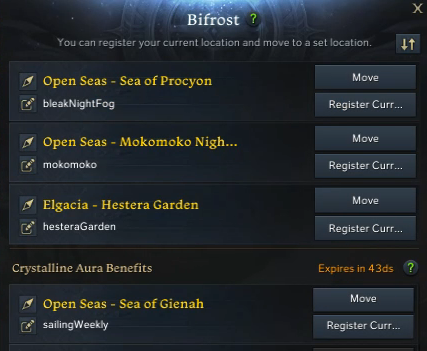 Bifrost ?
X
You can register your current location and move to a set location.
Open Seas - Sea of Procyon
Move
bleakNightFog
Register Curr...
Open Seas - Mokomoko Nigh...
Move
mokomoko
Register Curr...
Elgacia - Hestera Garden
Move
hesteraGarden
Register Curr...
Crystalline Aura Benefits
Expires in 43ds ?
Open Seas - Sea of Gienah
Move
sailingWeekly
Register Curr...